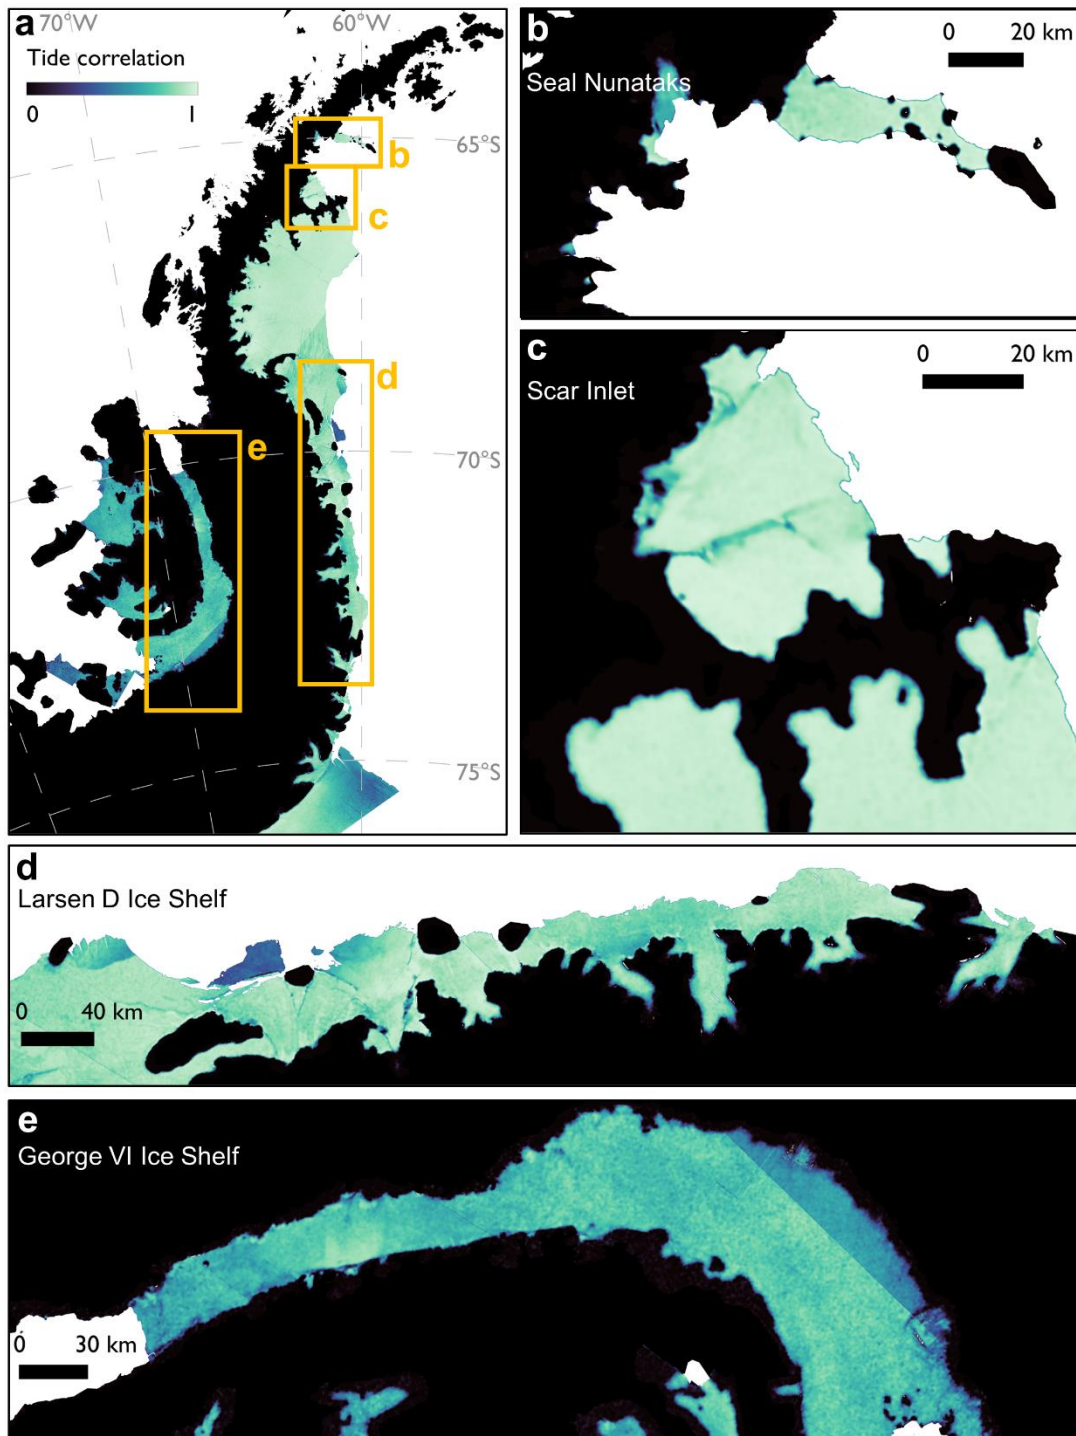 a
70°W
60°W
Tide correlation
0 1
65°S
b
c
d
70°S
e
75°S
b
0 20 km
Seal Nunataks
c
0 20 km
Scar Inlet
d
Larsen D Ice Shelf
0 40 km
e
George VI Ice Shelf
0 30 km